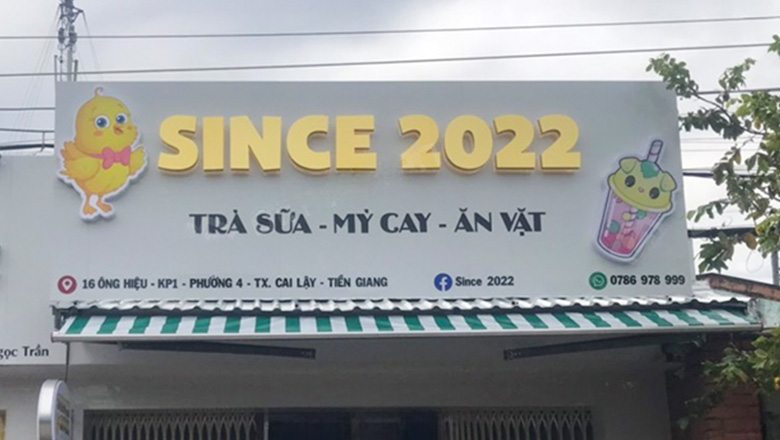 SINCE 2022
TRÀ SỮA - MỲ CAY - ĂN VẶT
16 ÔNG HIỆU - KP1 - PHƯỜNG 4 - TX. CAI LẬY - TIỀN GIANG
Since 2022
0786 978 999
gọc Trần